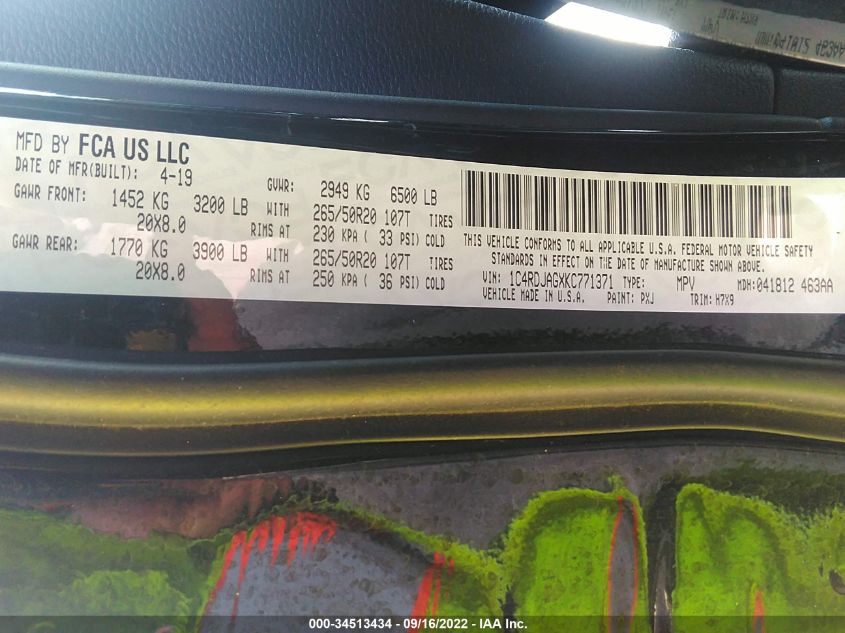 MFD BY FCA US LLC
DATE OF MFR(BUILT): 4-19
GVWR: 2949 KG 6500 LB
GAWR FRONT: 1452 KG 3200 LB WITH 265/50R20 107T TIRES
20X8.0 RIMS AT 230 KPA ( 33 PSI) COLD
GAWR REAR: 1770 KG 3900 LB WITH 265/50R20 107T TIRES
20X8.0 RIMS AT 250 KPA ( 36 PSI) COLD
THIS VEHICLE CONFORMS TO ALL APPLICABLE U.S.A. FEDERAL MOTOR VEHICLE SAFETY
STANDARDS IN EFFECT ON THE DATE OF MANUFACTURE SHOWN ABOVE.
VIN: 1C4RDJAGXKC771371 TYPE: MPV MDH:041812 463AA
VEHICLE MADE IN U.S.A. PAINT: PXJ TRIM: H7X9
000-34513434 - 09/16/2022 - IAA Inc.